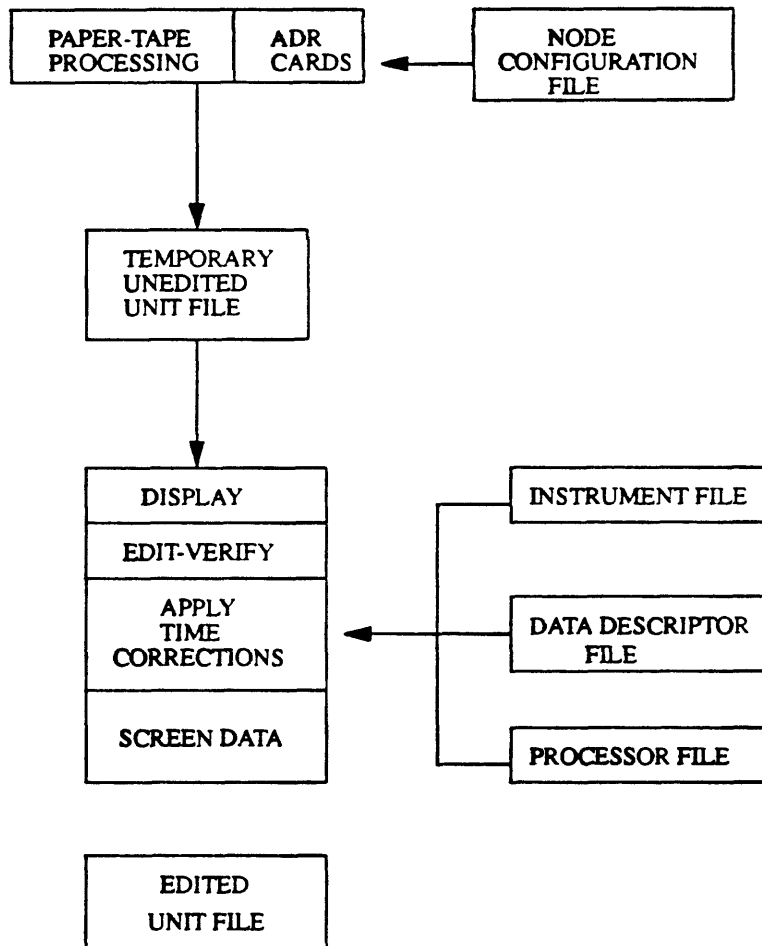 PAPER-TAPE
PROCESSING
ADR
CARDS
NODE
CONFIGURATION
FILE
TEMPORARY
UNEDITED
UNIT FILE
DISPLAY
EDIT-VERIFY
APPLY
TIME
CORRECTIONS
SCREEN DATA
INSTRUMENT FILE
DATA DESCRIPTOR
FILE
PROCESSOR FILE
EDITED
UNIT FILE